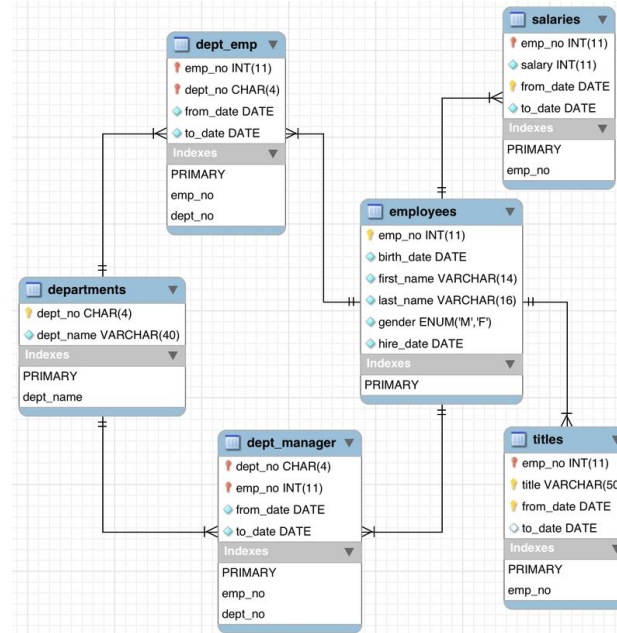 dept_emp
emp_no INT(11)
dept_no CHAR(4)
from_date DATE
to_date DATE
Indexes
PRIMARY
emp_no
dept_no
salaries
emp_no INT(11)
salary INT(11)
from_date DATE
to_date DATE
Indexes
PRIMARY
emp_no
employees
emp_no INT(11)
birth_date DATE
first_name VARCHAR(14)
last_name VARCHAR(16)
gender ENUM('M','F')
hire_date DATE
Indexes
PRIMARY
departments
dept_no CHAR(4)
dept_name VARCHAR(40)
Indexes
PRIMARY
dept_name
dept_manager
dept_no CHAR(4)
emp_no INT(11)
from_date DATE
to_date DATE
Indexes
PRIMARY
emp_no
dept_no
titles
emp_no INT(11)
title VARCHAR(50
from_date DATE
to_date DATE
Indexes
PRIMARY
emp_no